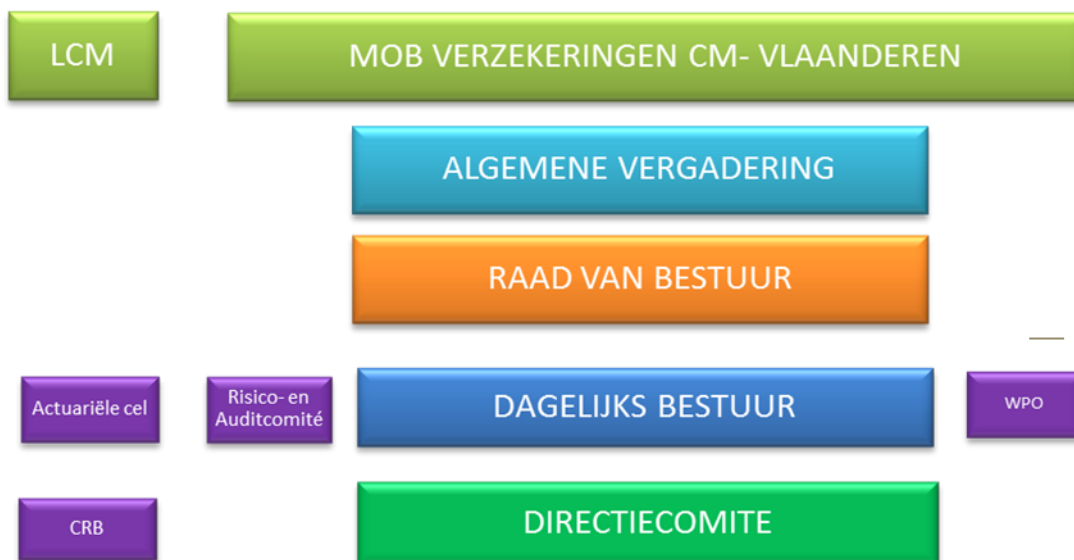 LCM
MOB VERZEKERINGEN CM- VLAANDEREN
ALGEMENE VERGADERING
RAAD VAN BESTUUR
Actuariële cel
Risico- en
Auditcomité
DAGELIJKS BESTUUR
WPO
CRB
DIRECTIECOMITE